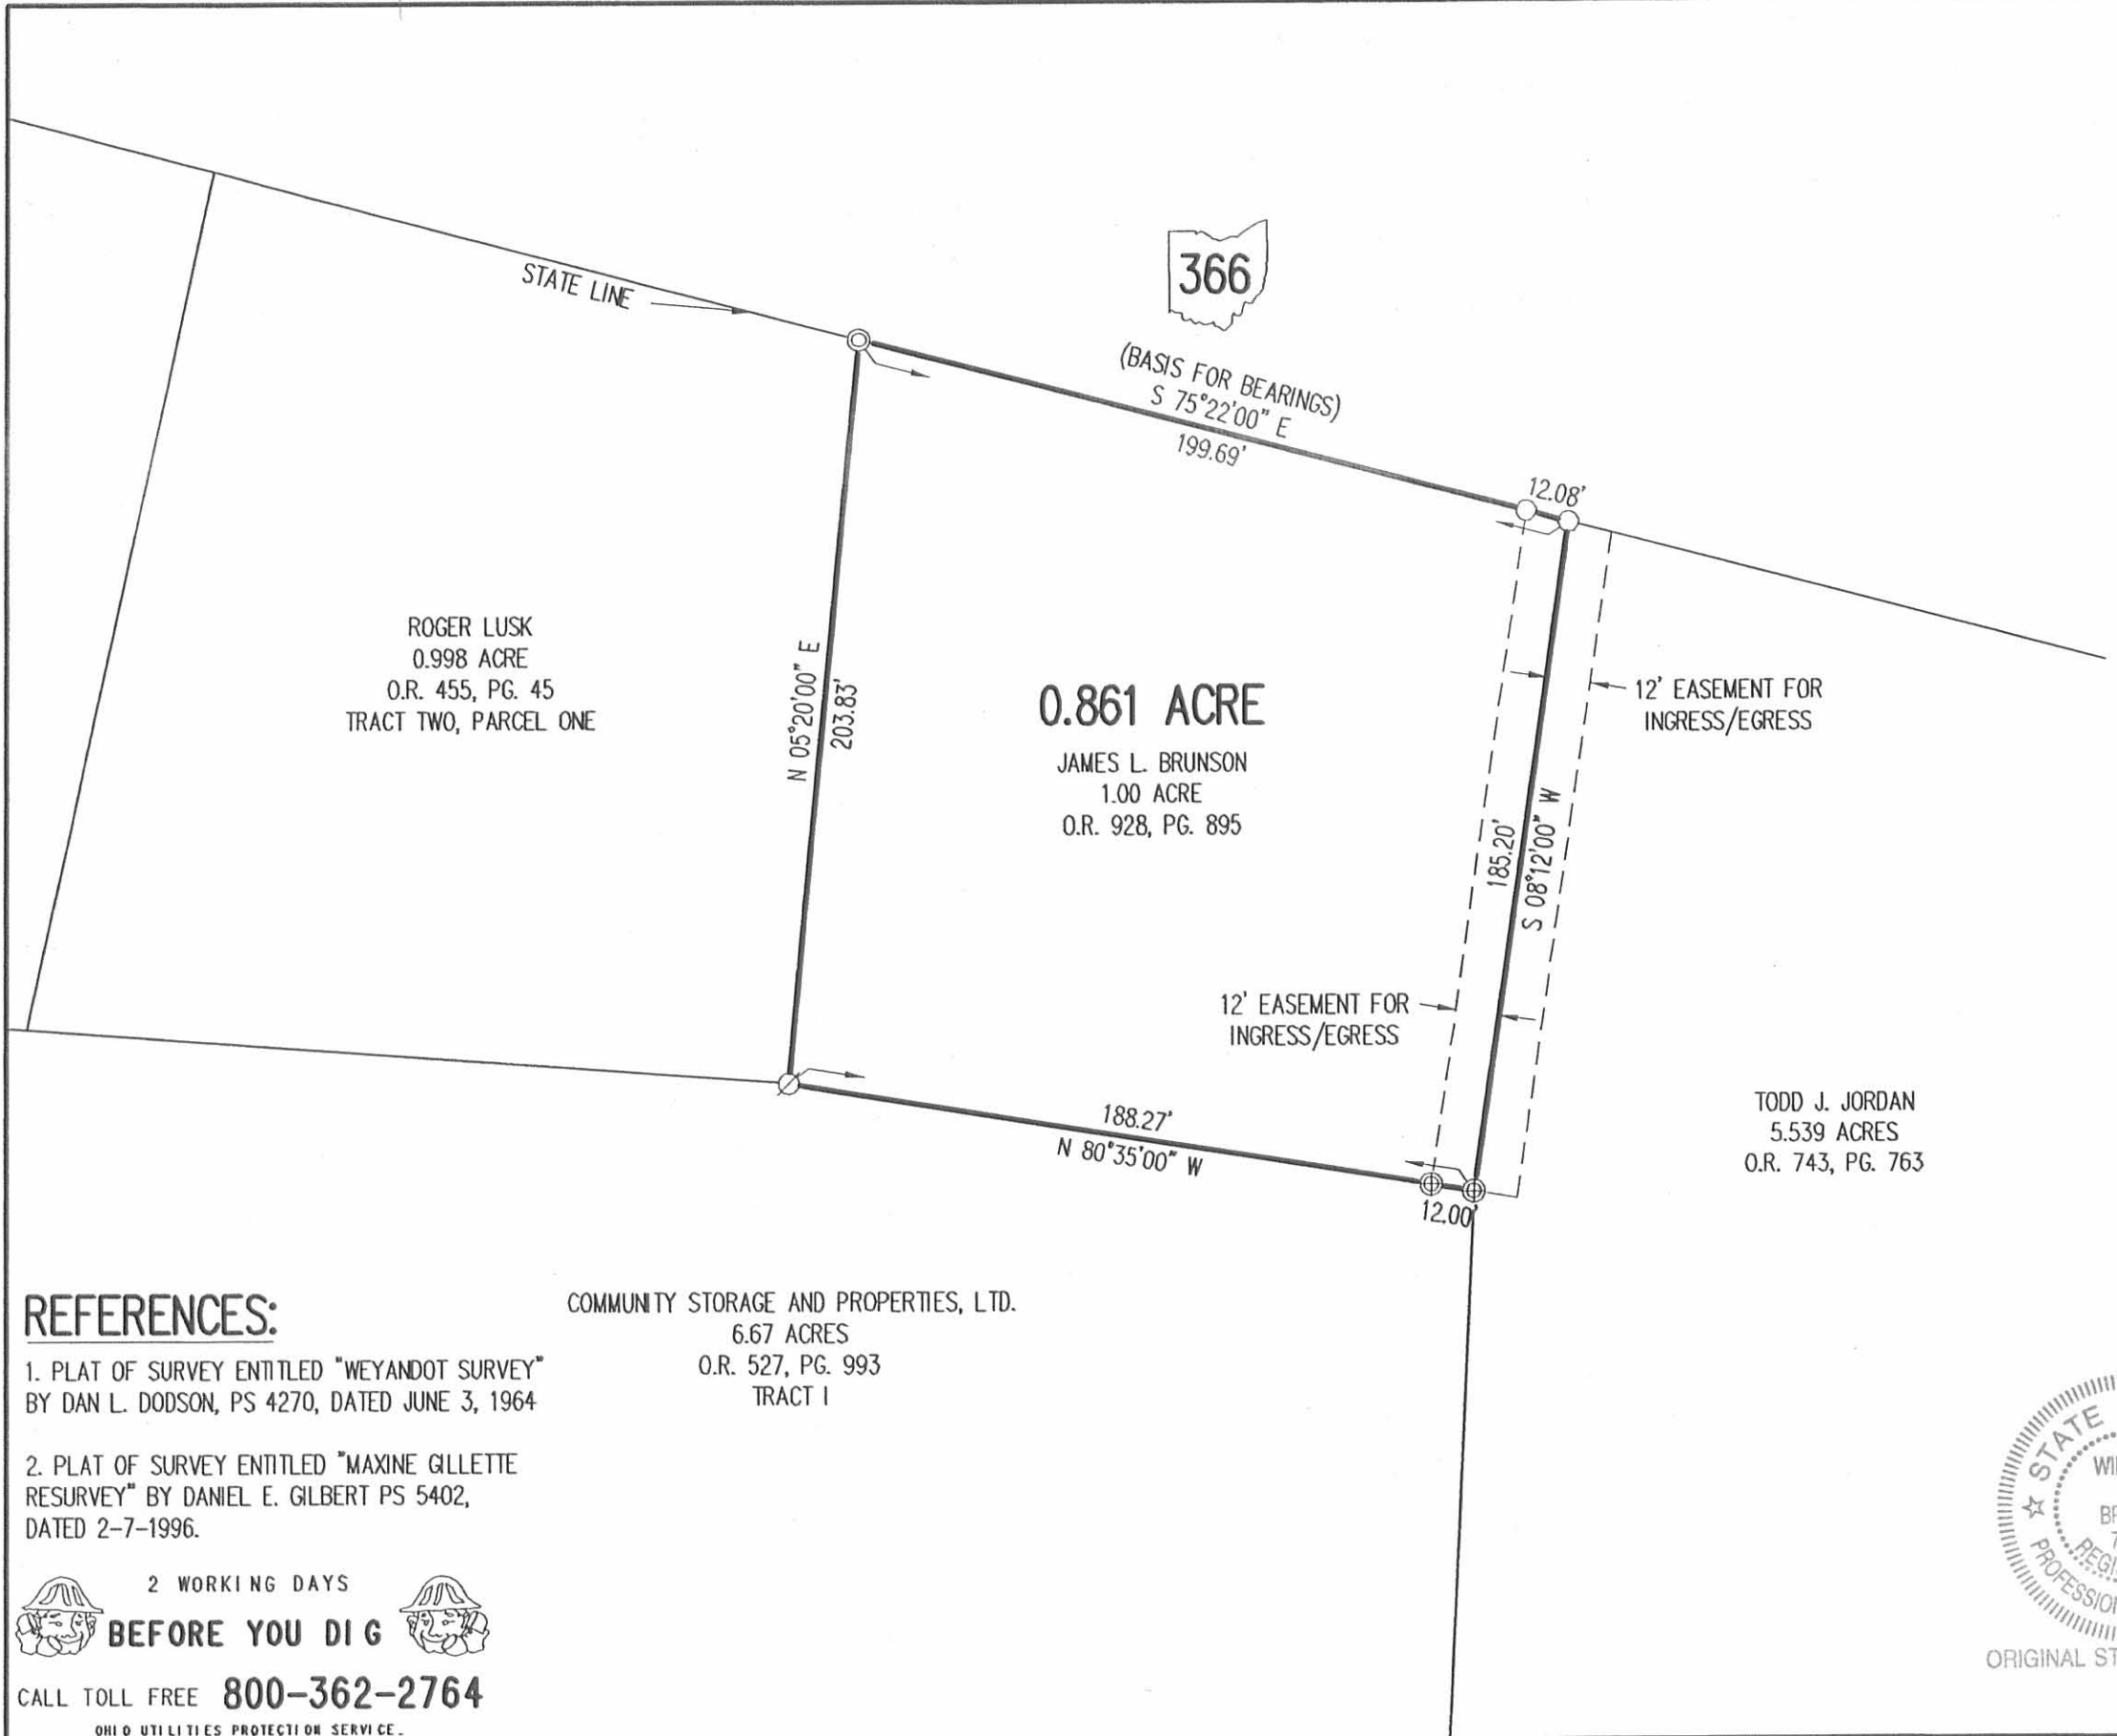 366
STATE LINE
(BASIS FOR BEARINGS)
S 75°22'00" E
199.69'
12.08'
ROGER LUSK
0.998 ACRE
O.R. 455, PG. 45
TRACT TWO, PARCEL ONE
N 05°20'00" E
203.83'
0.861 ACRE
JAMES L. BRUNSON
1.00 ACRE
O.R. 928, PG. 895
12' EASEMENT FOR
INGRESS/EGRESS
185.20'
S 08°12'00" W
12' EASEMENT FOR
INGRESS/EGRESS
188.27'
N 80°35'00" W
12.00'
TODD J. JORDAN
5.539 ACRES
O.R. 743, PG. 763
COMMUNITY STORAGE AND PROPERTIES, LTD.
6.67 ACRES
O.R. 527, PG. 993
TRACT I
REFERENCES:
1. PLAT OF SURVEY ENTITLED "WEYANDOT SURVEY"
BY DAN L. DODSON, PS 4270, DATED JUNE 3, 1964
2. PLAT OF SURVEY ENTITLED "MAXINE GILLETTE
RESURVEY" BY DANIEL E. GILBERT PS 5402,
DATED 2-7-1996.
2 WORKING DAYS
BEFORE YOU DIG
CALL TOLL FREE 800-362-2764
OHIO UTILITIES PROTECTION SERVICE.
STATE
ORIGINAL